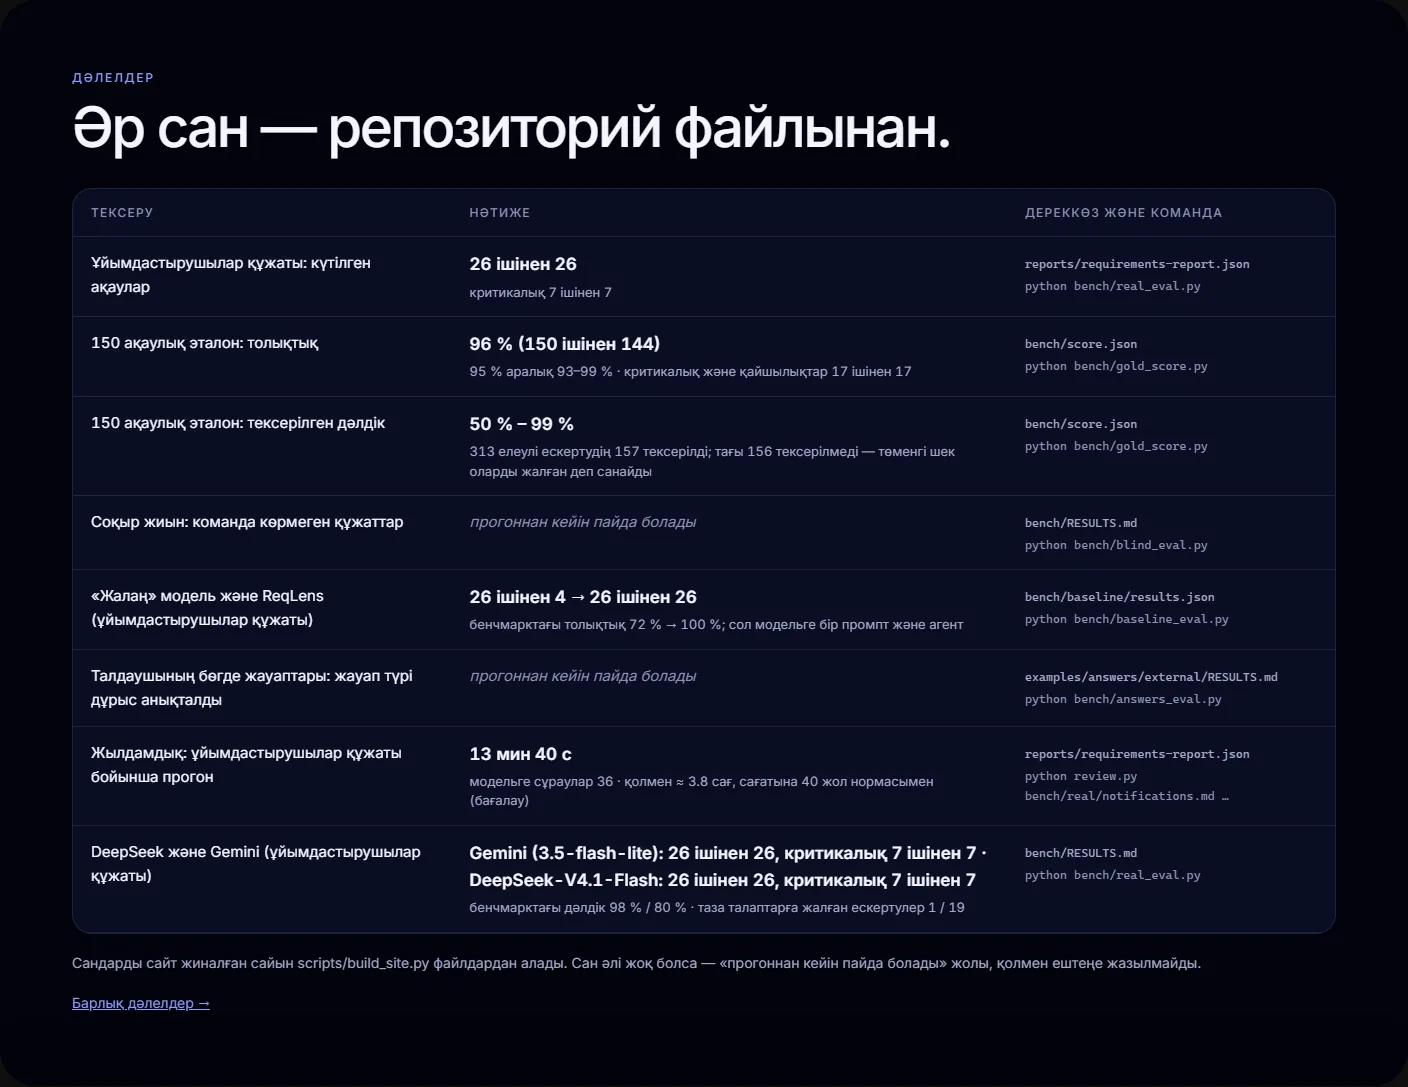 ДӘЛЕЛДЕР
Әр сан — репозиторий файлынан.
ТЕКСЕРУ
НӘТИЖЕ
ДЕРЕККӨЗ ЖӘНЕ КОМАНДА
Ұйымдастырушылар құжаты: күтілген
ақаулар
26 ішінен 26
критикалық 7 ішінен 7
reports/requirements-report.json
python bench/real_eval.py
150 ақаулық эталон: толықтық
96 % (150 ішінен 144)
95 % аралық 93–99 % · критикалық және қайшылықтар 17 ішінен 17
bench/score.json
python bench/gold_score.py
150 ақаулық эталон: тексерілген дәлдік
50 % – 99 %
313 елеулі ескертудің 157 тексерілді; тағы 156 тексерілмеді — төменгі шек
оларды жалған деп санайды
bench/score.json
python bench/gold_score.py
Соқыр жиын: команда көрмеген құжаттар
прогоннан кейін пайда болады
bench/RESULTS.md
python bench/blind_eval.py
«Жалаң» модель және ReqLens
(ұйымдастырушылар құжаты)
26 ішінен 4 → 26 ішінен 26
бенчмарктағы толықтық 72 % → 100 %; сол модельге бір промпт және агент
bench/baseline/results.json
python bench/baseline_eval.py
Талдаушының бөгде жауаптары: жауап түрі
дұрыс анықталды
прогоннан кейін пайда болады
examples/answers/external/RESULTS.md
python bench/answers_eval.py
Жылдамдық: ұйымдастырушылар құжаты
бойынша прогон
13 мин 40 с
модельге сұраулар 36 · қолмен ≈ 3.8 сағ, сағатына 40 жол нормасымен
(бағалау)
reports/requirements-report.json
python review.py
bench/real/notifications.md …
DeepSeek және Gemini (ұйымдастырушылар
құжаты)
Gemini (3.5-flash-lite): 26 ішінен 26, критикалық 7 ішінен 7 ·
DeepSeek-V4.1-Flash: 26 ішінен 26, критикалық 7 ішінен 7
бенчмарктағы дәлдік 98 % / 80 % · таза талаптарға жалған ескертулер 1 / 19
bench/RESULTS.md
python bench/real_eval.py
Сандарды сайт жиналған сайын scripts/build_site.py файлдардан алады. Сан әлі жоқ болса — «прогоннан кейін пайда болады» жолы, қолмен ештеңе жазылмайды.
Барлық дәлелдер →